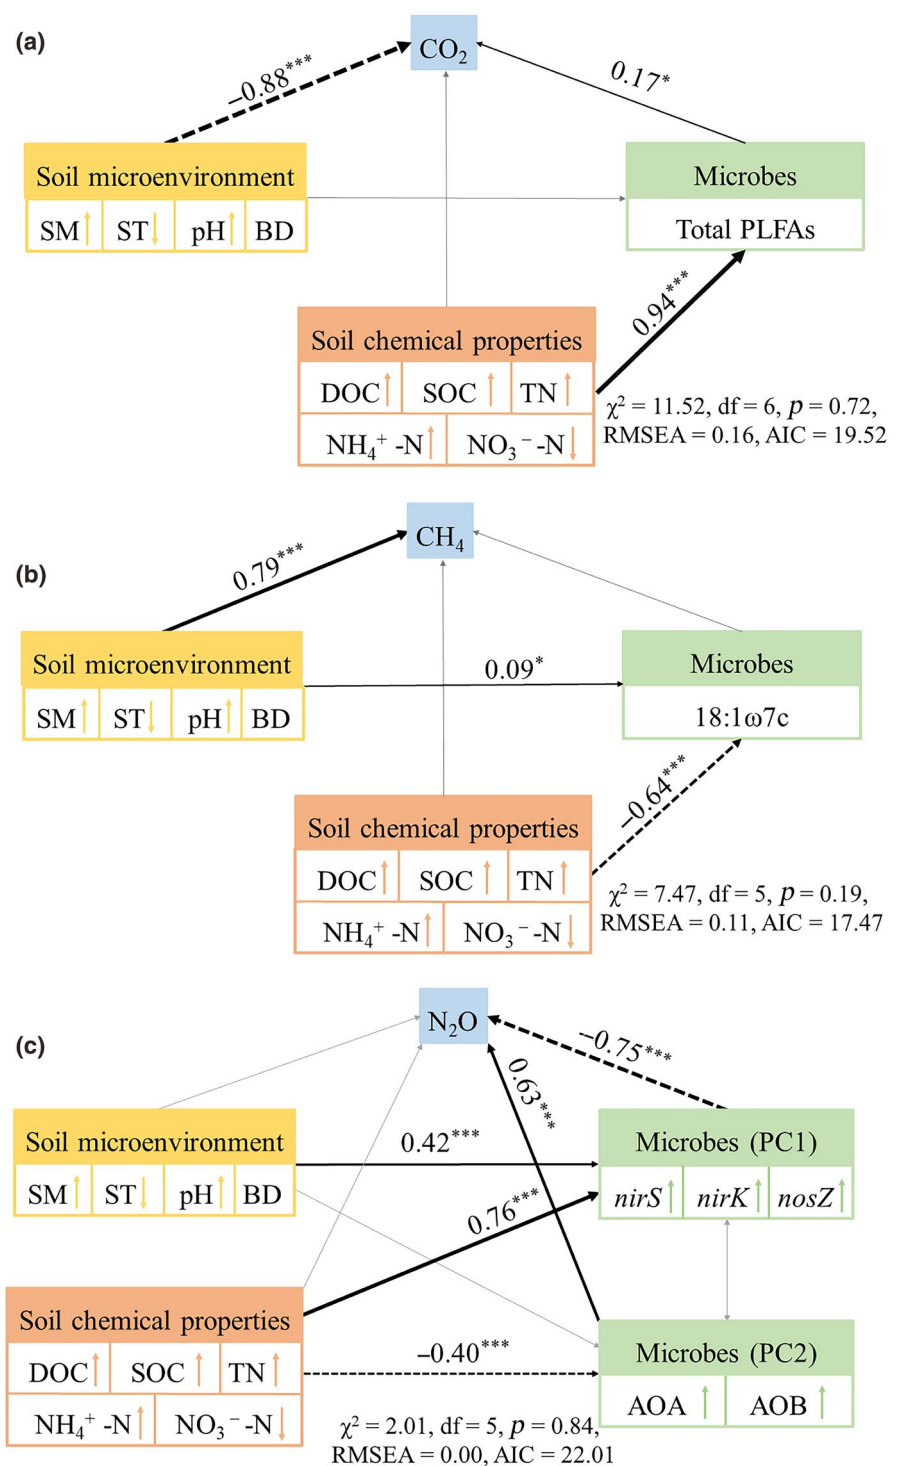 (a)
CO₂
−0.88***
0.17*
Soil microenvironment
SM↑ ST↓ pH↑ BD
Microbes
Total PLFAs
0.94***
Soil chemical properties
DOC↑ SOC↑ TN↑
NH₄⁺ -N↑ NO₃⁻ -N↓
χ² = 11.52, df = 6, p = 0.72,
RMSEA = 0.16, AIC = 19.52
(b)
CH₄
0.79***
Soil microenvironment
SM↑ ST↓ pH↑ BD
0.09*
Microbes
18:1ω7c
−0.64***
Soil chemical properties
DOC↑ SOC↑ TN↑
NH₄⁺ -N↑ NO₃⁻ -N↓
χ² = 7.47, df = 5, p = 0.19,
RMSEA = 0.11, AIC = 17.47
(c)
N₂O
−0.75***
0.63***
Soil microenvironment
SM↑ ST↓ pH↑ BD
0.42***
Microbes (PC1)
nirS↑ nirK↑ nosZ↑
0.76***
Soil chemical properties
DOC↑ SOC↑ TN↑
NH₄⁺ -N↑ NO₃⁻ -N↓
−0.40***
Microbes (PC2)
AOA↑ AOB↑
χ² = 2.01, df = 5, p = 0.84,
RMSEA = 0.00, AIC = 22.01